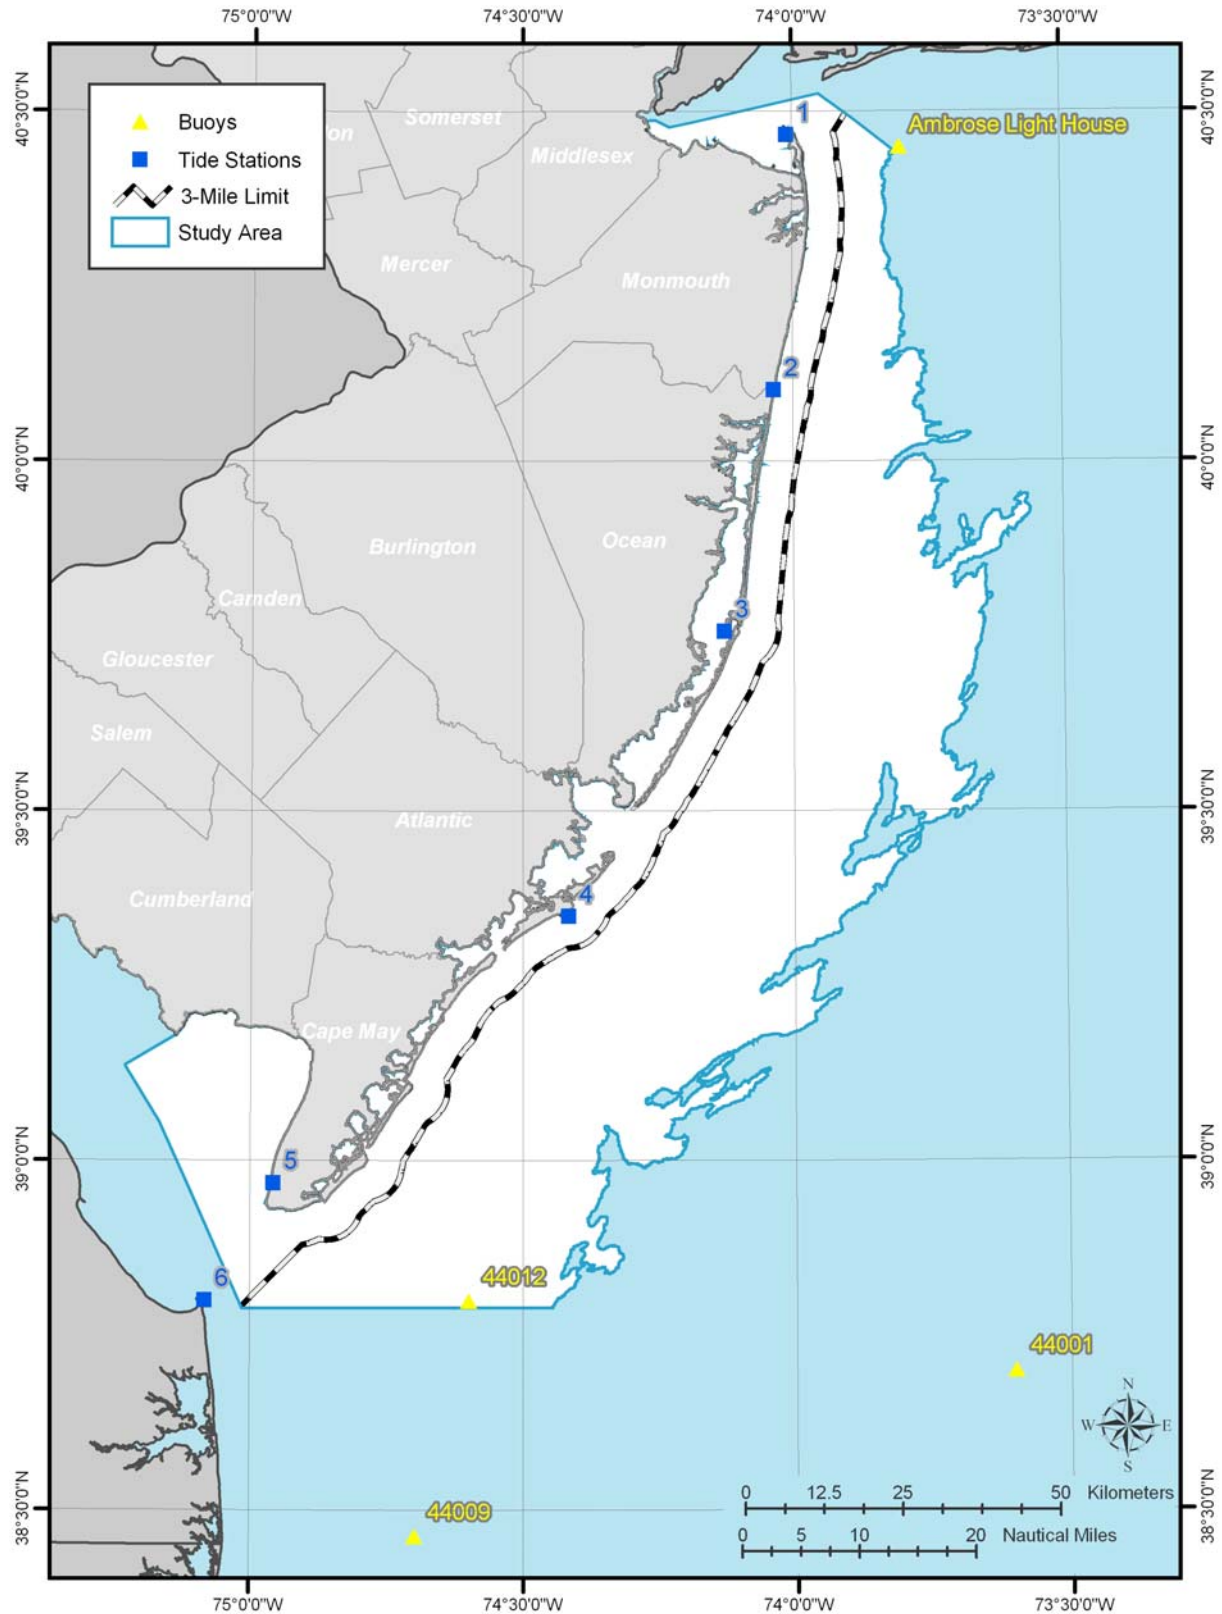 75°0'0"W
74°30'0"W
74°0'0"W
73°30'0"W
40°30'0"N
40°30'0"N
Buoys
Tide Stations
3-Mile Limit
Study Area
on
Somerset
Middlesex
1
Ambrose Light House
Mercer
Monmouth
2
40°0'0"N
40°0'0"N
Burlington
Ocean
Camden
3
Gloucester
Salem
39°30'0"N
39°30'0"N
Atlantic
Cumberland
4
Cape May
39°0'0"N
39°0'0"N
5
6
44012
44001
N
W
E
S
38°30'0"N
38°30'0"N
44009
0 12.5 25 50 Kilometers
0 5 10 20 Nautical Miles
75°0'0"W
74°30'0"W
74°0'0"W
73°30'0"W